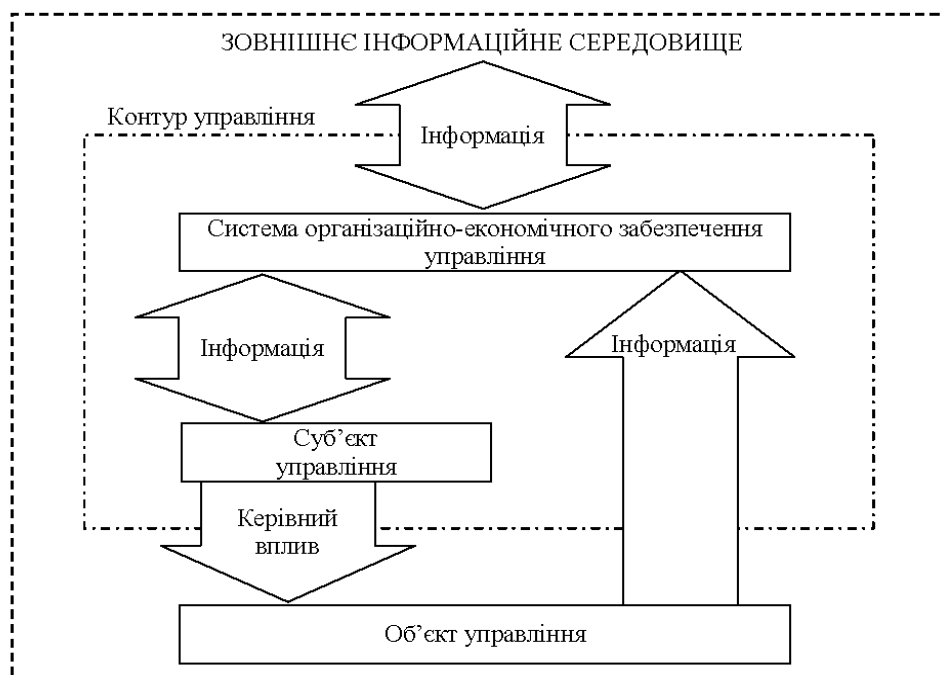 ЗОВНІШНЄ ІНФОРМАЦІЙНЕ СЕРЕДОВИЩЕ
Контур управління
Інформація
Система організаційно-економічного забезпечення
управління
Інформація
Інформація
Суб’єкт
управління
Керівний
вплив
Об’єкт управління